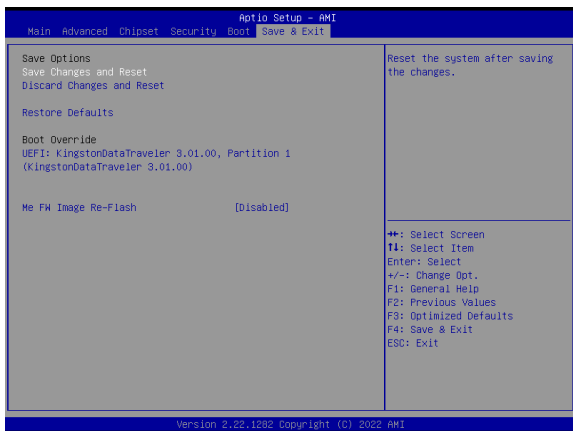 Aptio Setup – AMI
Main Advanced Chipset Security Boot Save & Exit
Save Options
Save Changes and Reset
Discard Changes and Reset
Restore Defaults
Boot Override
UEFI: KingstonDataTraveler 3.01.00, Partition 1
(KingstonDataTraveler 3.01.00)
Me FW Image Re-Flash [Disabled]
Reset the system after saving
the changes.
→←: Select Screen
↑↓: Select Item
Enter: Select
+/-: Change Opt.
F1: General Help
F2: Previous Values
F3: Optimized Defaults
F4: Save & Exit
ESC: Exit
Version 2.22.1282 Copyright (C) 2022 AMI